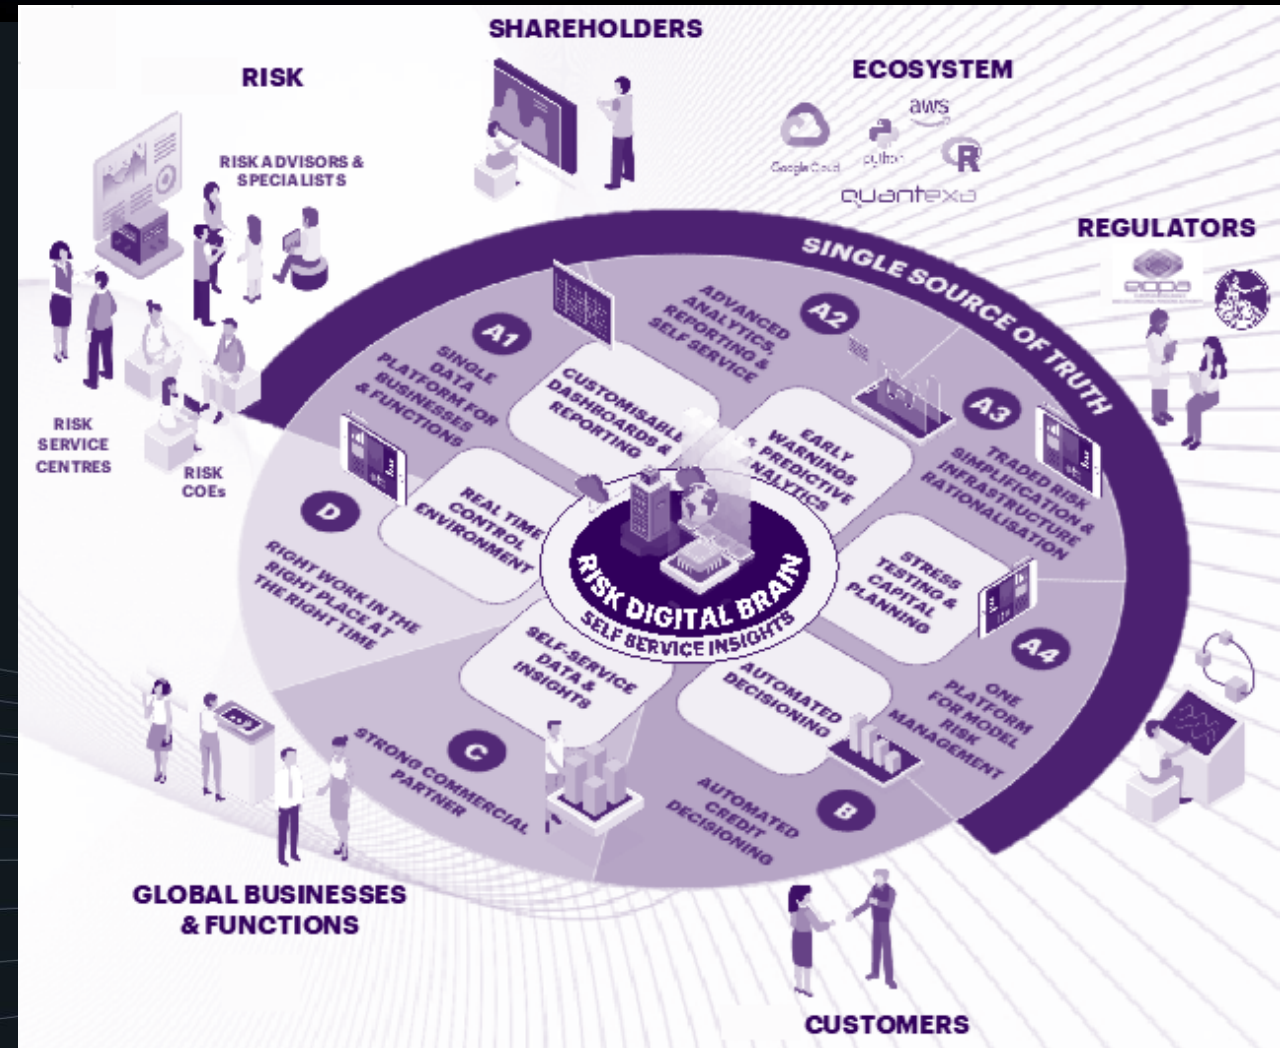 SHAREHOLDERS
RISK
ECOSYSTEM
aws
python
R
Google Cloud
quantexa
RISK ADVISORS &
SPECIALISTS
REGULATORS
SINGLE SOURCE OF TRUTH
A1
SINGLE
DATA
PLATFORM FOR
BUSINESSES
& FUNCTIONS
A2
ADVANCED
ANALYTICS,
REPORTING &
SELF SERVICE
A3
TRADED RISK
SIMPLIFICATION &
INFRASTRUCTURE
RATIONALISATION
CUSTOMISABLE
DASHBOARDS &
REPORTING
EARLY
WARNINGS
& PREDICTIVE
ANALYTICS
RISK
SERVICE
CENTRES
RISK
COEs
D
RIGHT WORK IN THE
RIGHT PLACE AT
THE RIGHT TIME
REAL TIME
CONTROL
ENVIRONMENT
STRESS
TESTING &
CAPITAL
PLANNING
RISK DIGITAL BRAIN
SELF SERVICE INSIGHTS
A4
ONE
PLATFORM
FOR MODEL
RISK
MANAGEMENT
SELF-SERVICE
DATA &
INSIGHTS
AUTOMATED
DECISIONING
C
STRONG COMMERCIAL
PARTNER
B
AUTOMATED
CREDIT
DECISIONING
GLOBAL BUSINESSES
& FUNCTIONS
CUSTOMERS